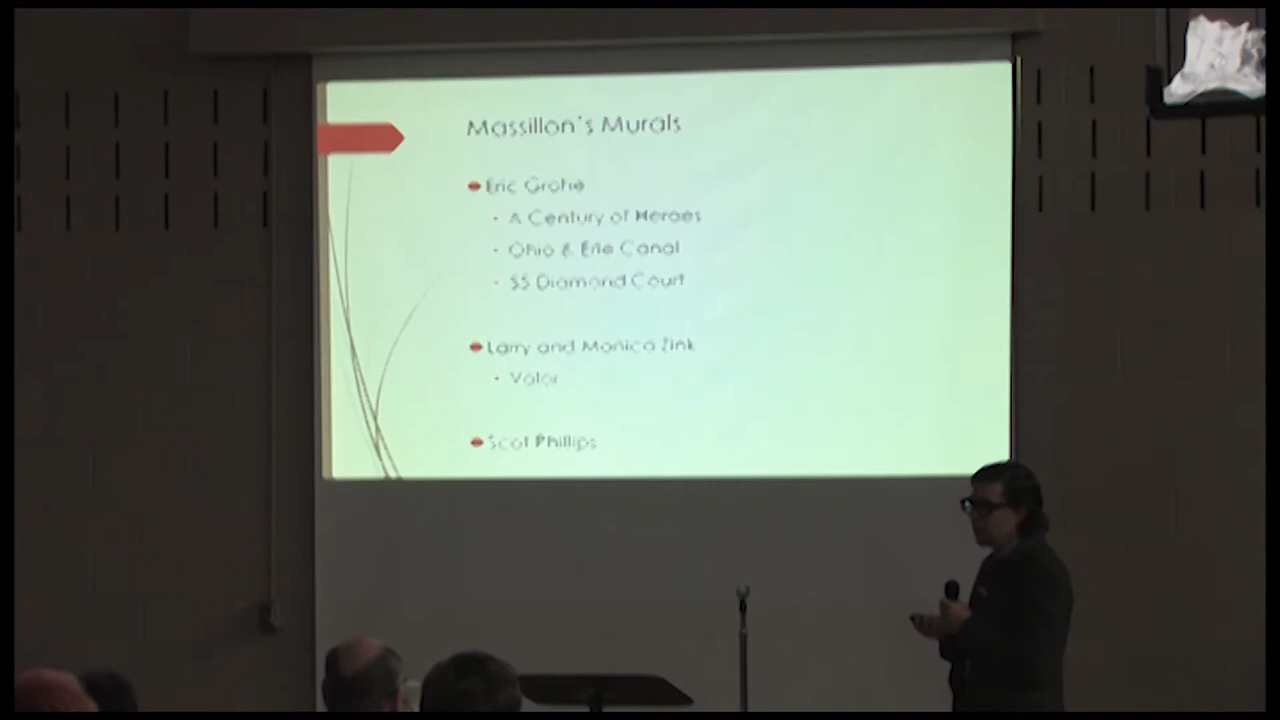 Massillon's Murals
Eric Grohe
A Century of Heroes
Ohio & Erie Canal
SS Diamond Court
Larry and Monica Zink
Valor
Scot Phillips